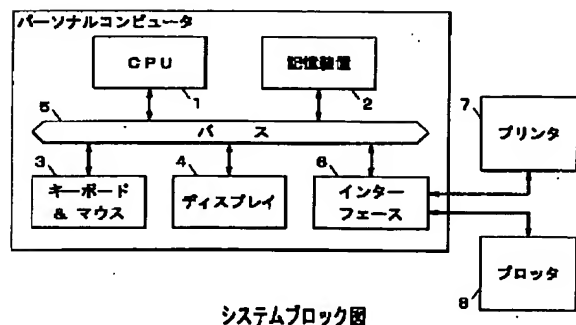 パーソナルコンピュータ
CPU
記憶装置
1
2
5
バス
7
プリンタ
3
キーボード
& マウス
4
ディスプレイ
6
インター
フェース
プロッタ
8
システムブロック図